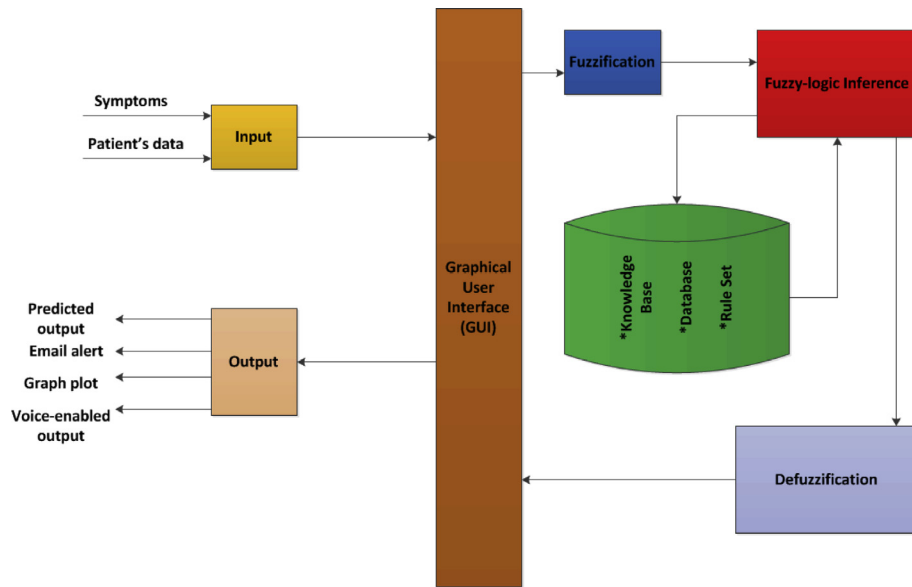 Symptoms
Patient's data
Input
Graphical
User
Interface
(GUI)
Fuzzification
Fuzzy-logic Inference
*Knowledge
Base
*Database
*Rule Set
Defuzzification
Output
Predicted
output
Email alert
Graph plot
Voice-enabled
output